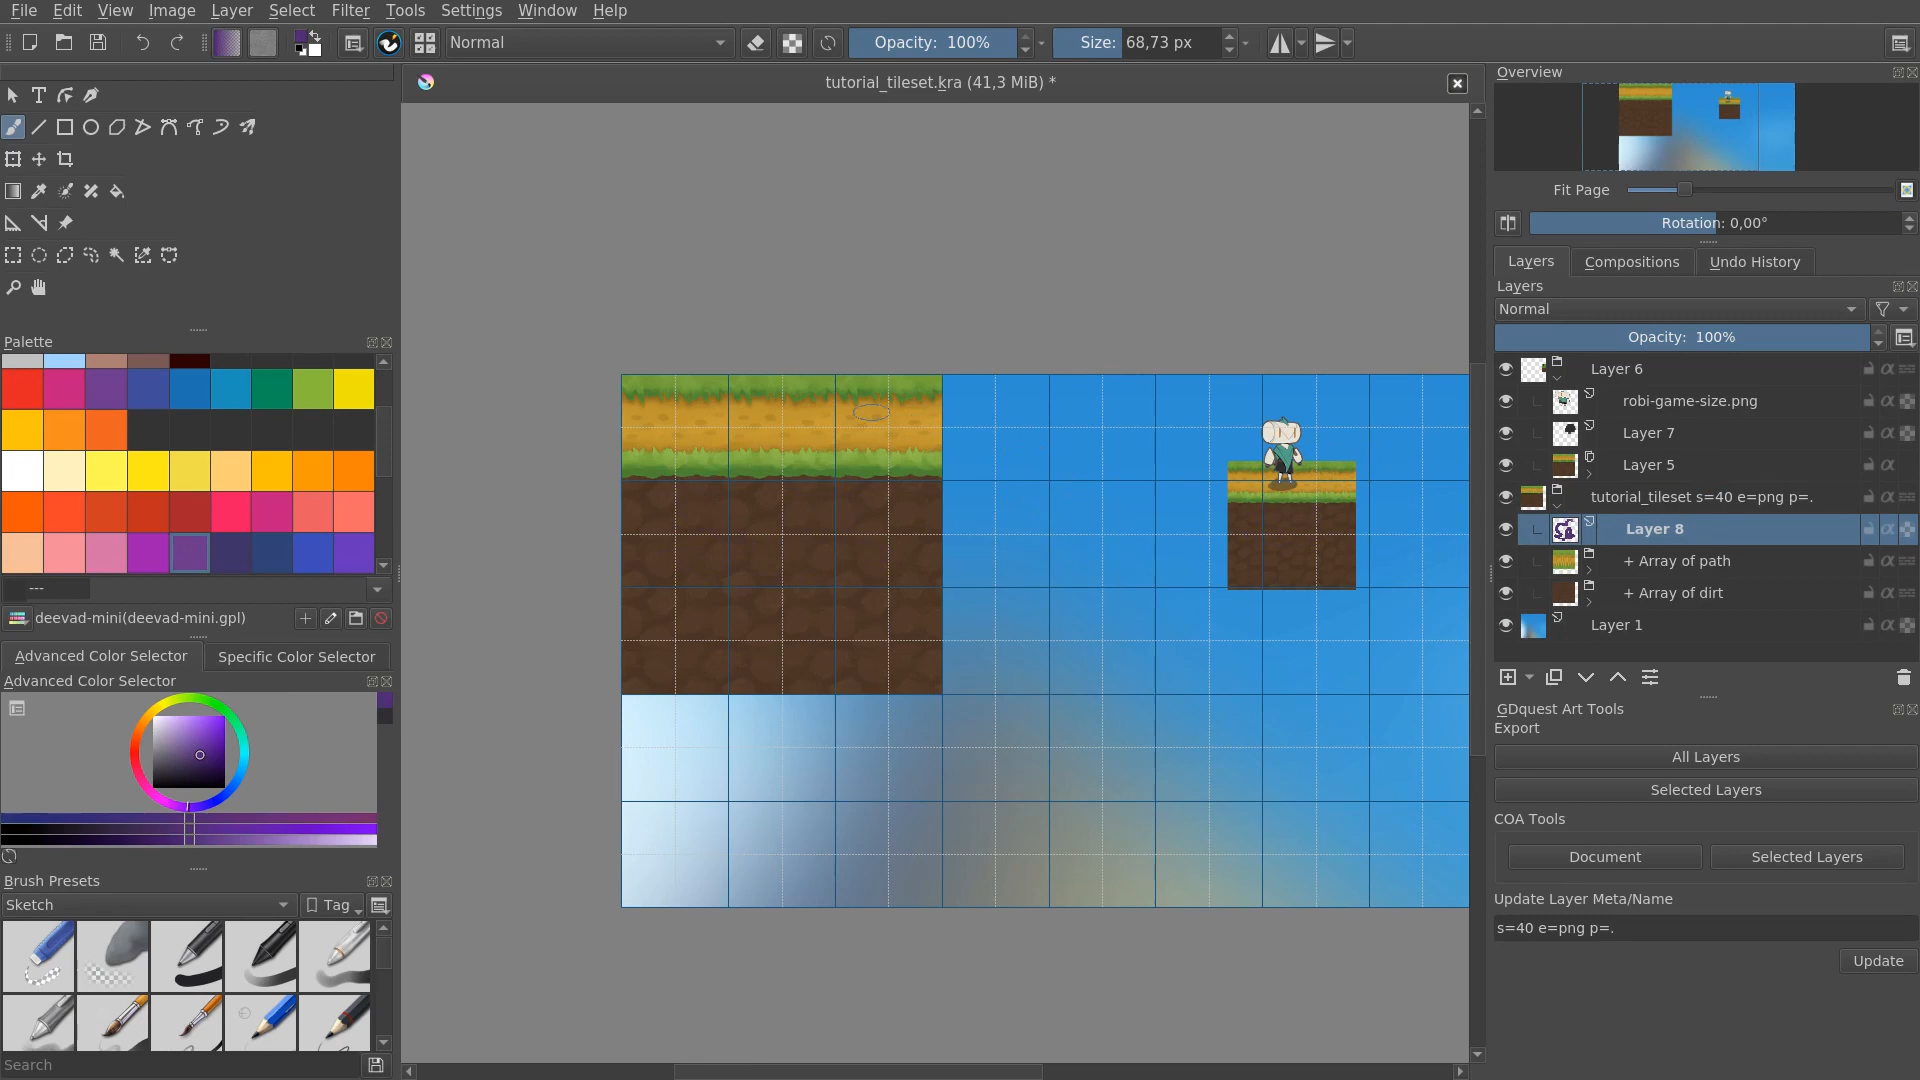 File Edit View Image Layer Select Filter Tools Settings Window Help
Normal
Opacity: 100%
Size: 68,73 px
tutorial_tileset.kra (41,3 MiB) *
Overview
Fit Page
Rotation: 0,00°
Layers Compositions Undo History
Layers
Normal
Opacity: 100%
Layer 6
robi-game-size.png
Layer 7
Layer 5
tutorial_tileset s=40 e=png p=.
Layer 8
+ Array of path
+ Array of dirt
Layer 1
GDquest Art Tools
Export
All Layers
Selected Layers
COA Tools
Document Selected Layers
Update Layer Meta/Name
s=40 e=png p=.
Update
Palette
---
deevad-mini(deevad-mini.gpl)
Advanced Color Selector Specific Color Selector
Advanced Color Selector
Brush Presets
Sketch
Tag
Search